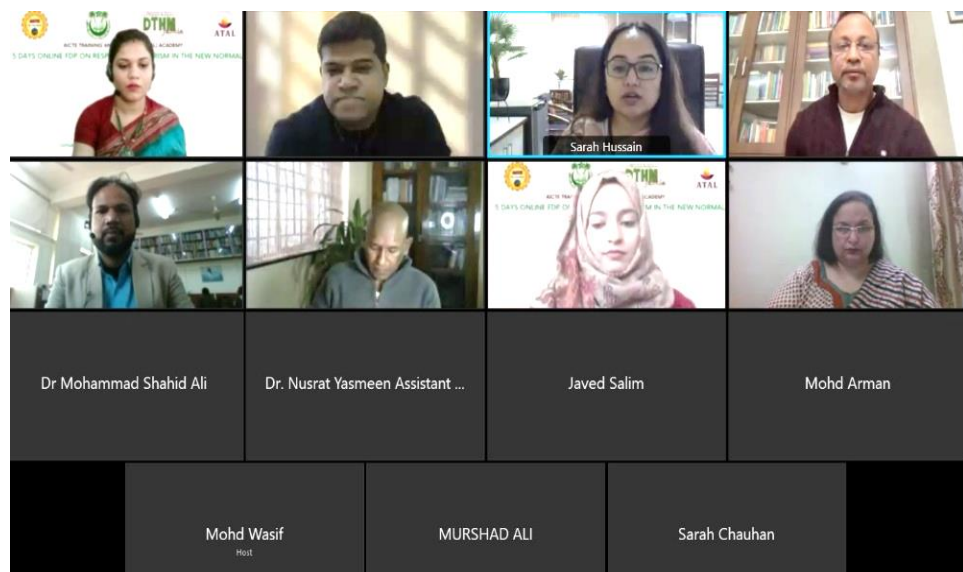 DTHM
ATAL
AICTE TRAINING
ACADEMY
5 DAYS ONLINE FDP ON
IN THE NEW NORMAL
Sarah Hussain
DTHM
ATAL
ACADEMY
5 DAYS ONLINE FDP
IN THE NEW NORMAL
Dr Mohammad Shahid Ali
Dr. Nusrat Yasmeen Assistant ...
Javed Salim
Mohd Arman
Mohd Wasif
Host
MURSHAD ALI
Sarah Chauhan